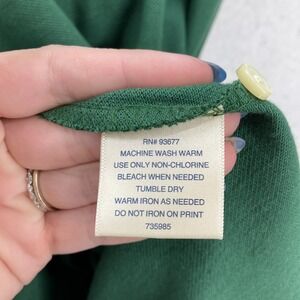 RN# 93677
MACHINE WASH WARM
USE ONLY NON-CHLORINE
BLEACH WHEN NEEDED
TUMBLE DRY
WARM IRON AS NEEDED
DO NOT IRON ON PRINT
735985